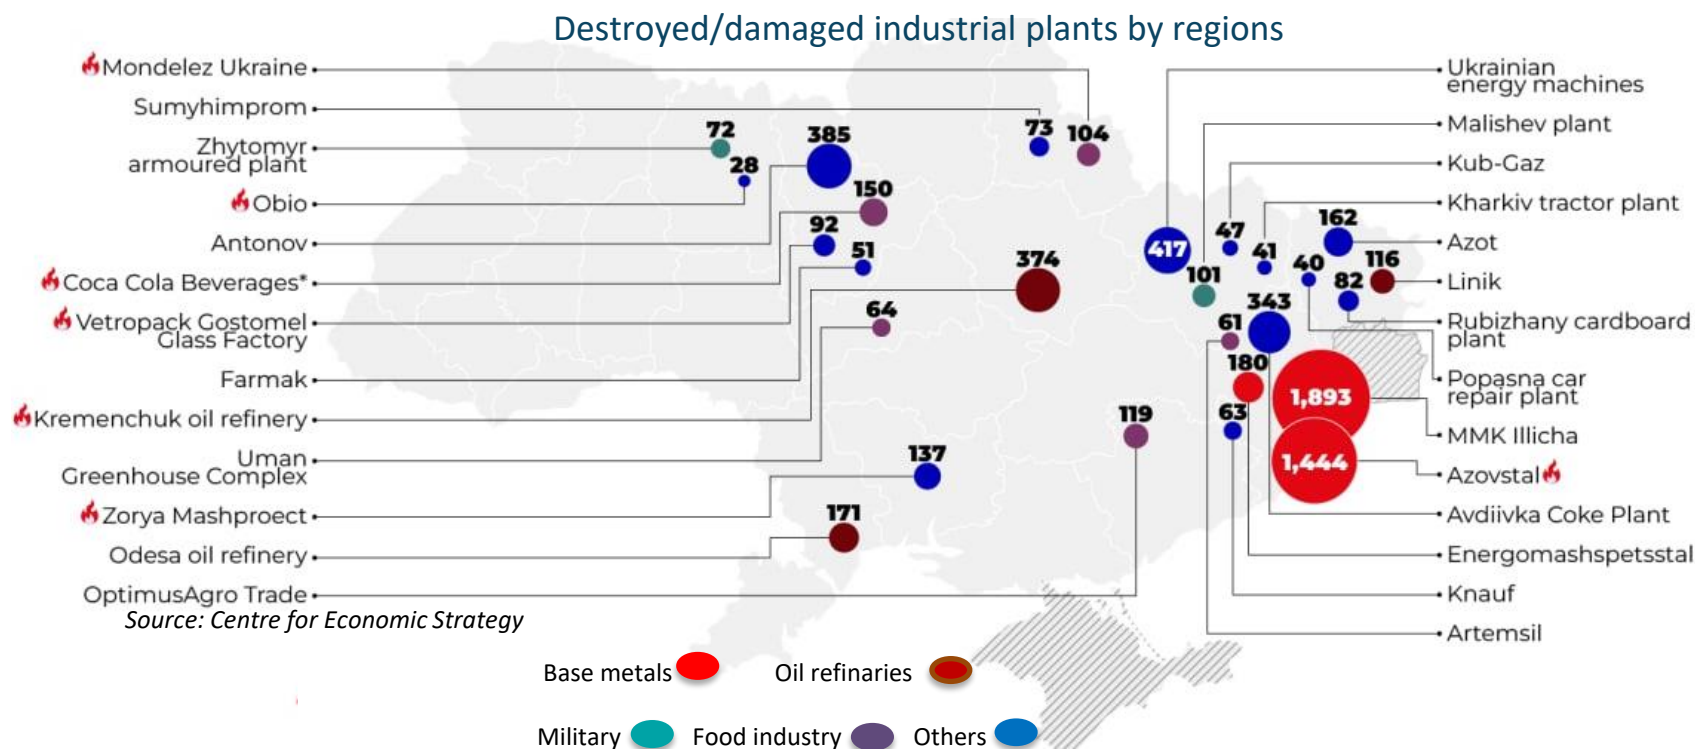 Destroyed/damaged industrial plants by regions
Mondelez Ukraine
Sumyhimprom
Zhytomyr
armoured plant
Obio
Antonov
Coca Cola Beverages*
Vetropack Gostomel
Glass Factory
Farmak
Kremenchuk oil refinery
Uman
Greenhouse Complex
Zorya Mashproect
Odesa oil refinery
OptimusAgro Trade
Source: Centre for Economic Strategy
72
28
385
150
92
51
64
73
104
374
137
171
119
417
101
47
41
162
40
82
116
343
61
180
63
1,893
1,444
Ukrainian
energy machines
Malishev plant
Kub-Gaz
Kharkiv tractor plant
Azot
Linik
Rubizhany cardboard
plant
Popasna car
repair plant
MMK Illicha
Azovstal
Avdiivka Coke Plant
Energomashspetsstal
Knauf
Artemsil
Base metals
Oil refinaries
Military
Food industry
Others